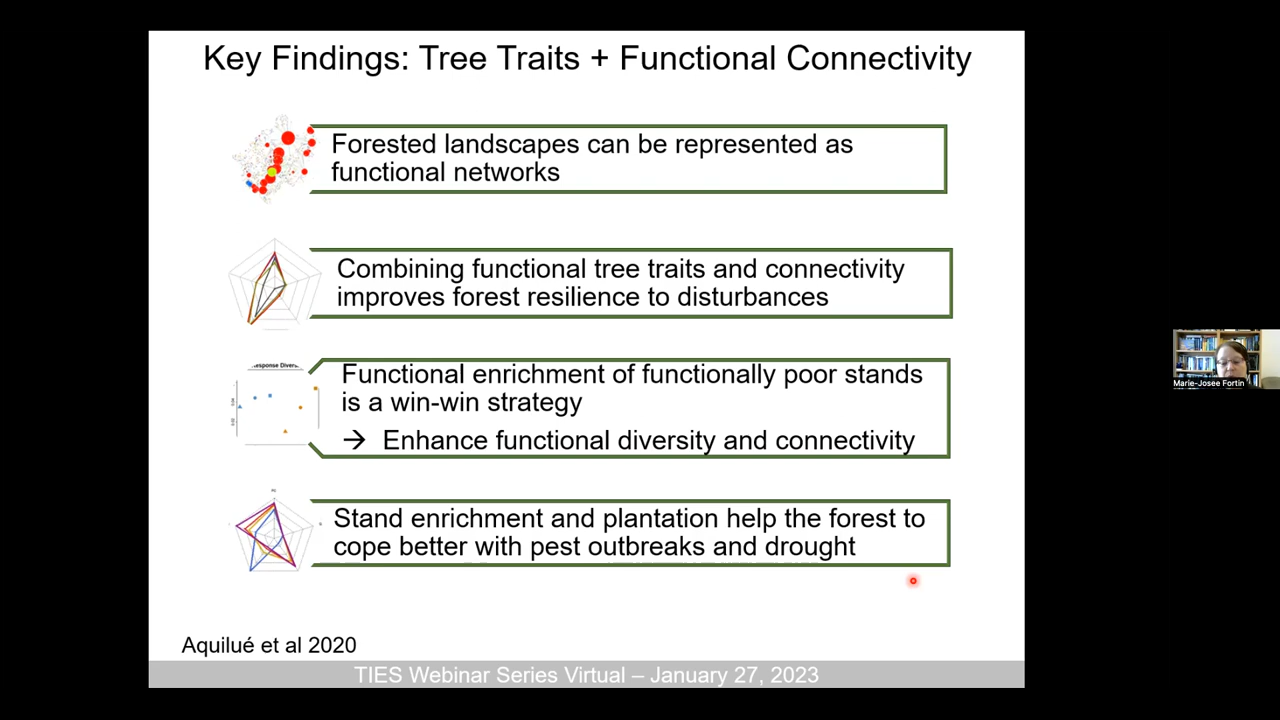 Key Findings: Tree Traits + Functional Connectivity
Forested landscapes can be represented as
functional networks
Combining functional tree traits and connectivity
improves forest resilience to disturbances
Functional enrichment of functionally poor stands
is a win-win strategy
→ Enhance functional diversity and connectivity
Stand enrichment and plantation help the forest to
cope better with pest outbreaks and drought
Aquilué et al 2020
TIES Webinar Series Virtual – January 27, 2023
Marie-Josee Fortin